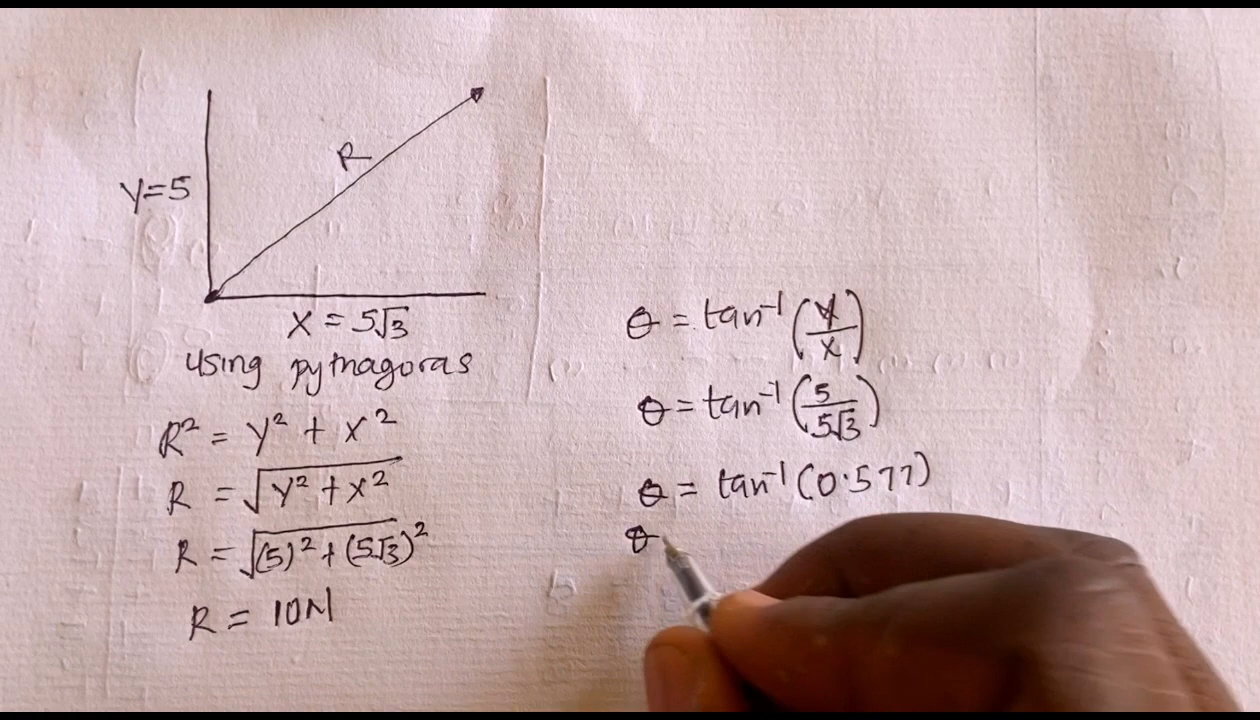 R
Y=5
X = 5√3
using pythagoras
R² = Y² + X²
R = √(Y² + X²)
R = √((5)² + (5√3)²)
R = 10N
θ = tan⁻¹(Y/X)
θ = tan⁻¹(5/5√3)
θ = tan⁻¹(0.577)
θ